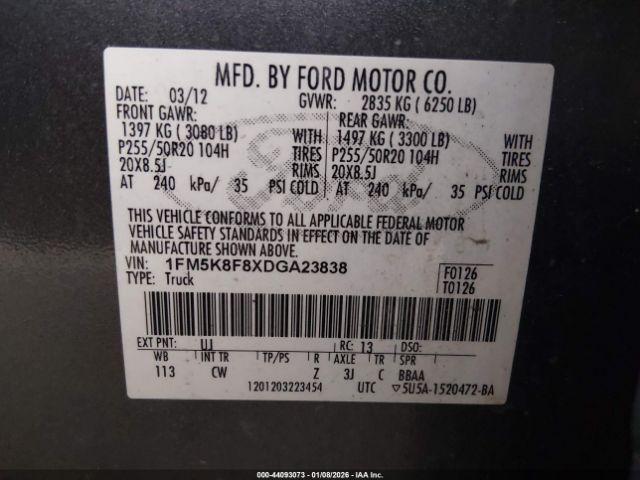 MFD. BY FORD MOTOR CO.
DATE: 03/12 GVWR: 2835 KG ( 6250 LB)
FRONT GAWR: REAR GAWR:
1397 KG ( 3080 LB) WITH 1497 KG ( 3300 LB) WITH
P255/50R20 104H TIRES P255/50R20 104H TIRES
20X8.5J RIMS 20X8.5J RIMS
AT 240 kPa/ 35 PSI COLD AT 240 kPa/ 35 PSI COLD
Ford
THIS VEHICLE CONFORMS TO ALL APPLICABLE FEDERAL MOTOR
VEHICLE SAFETY STANDARDS IN EFFECT ON THE DATE OF
MANUFACTURE SHOWN ABOVE.
VIN: 1FM5K8F8XDGA23838 F0126
TYPE: Truck T0126
EXT PNT: UJ RC: 13 DSO:
WB INT TR TP/PS R AXLE TR SPR
113 CW Z 3J C BBAA
1201203223454 UTC ▽5U5A-1520472-BA
000-44093073 - 01/08/2026 - IAA Inc.